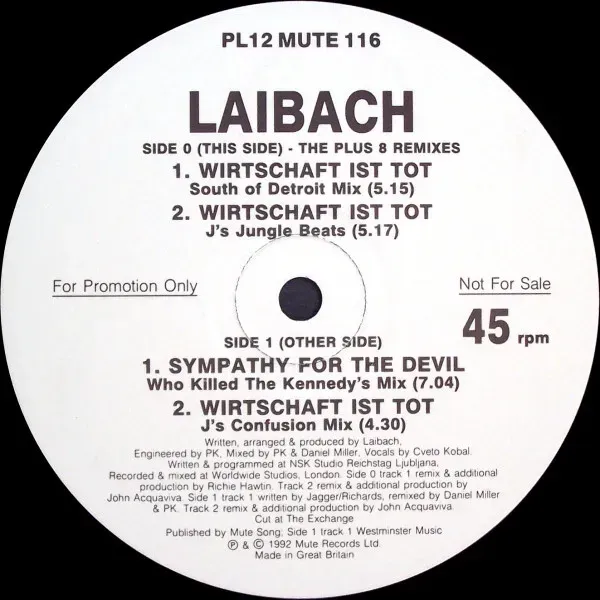 PL12 MUTE 116
LAIBACH
SIDE 0 (THIS SIDE) - THE PLUS 8 REMIXES
1. WIRTSCHAFT IST TOT
South of Detroit Mix (5.15)
2. WIRTSCHAFT IST TOT
J's Jungle Beats (5.17)
For Promotion Only
Not For Sale
45 rpm
SIDE 1 (OTHER SIDE)
1. SYMPATHY FOR THE DEVIL
Who Killed The Kennedy's Mix (7.04)
2. WIRTSCHAFT IST TOT
J's Confusion Mix (4.30)
Written, arranged & produced by Laibach,
Engineered by PK, Mixed by PK & Daniel Miller, Vocals by Cveto Kobal.
Written & programmed at NSK Studio Reichstag Ljubljana,
Recorded & mixed at Worldwide Studios, London. Side 0 track 1 remix & additional
production by Richie Hawtin. Track 2 remix & additional production by
John Acquaviva. Side 1 track 1 written by Jagger/Richards, remixed by Daniel Miller
& PK. Track 2 remix & additional production by John Acquaviva.
Cut at The Exchange
Published by Mute Song; Side 1 track 1 Westminster Music
℗ & © 1992 Mute Records Ltd.
Made in Great Britain